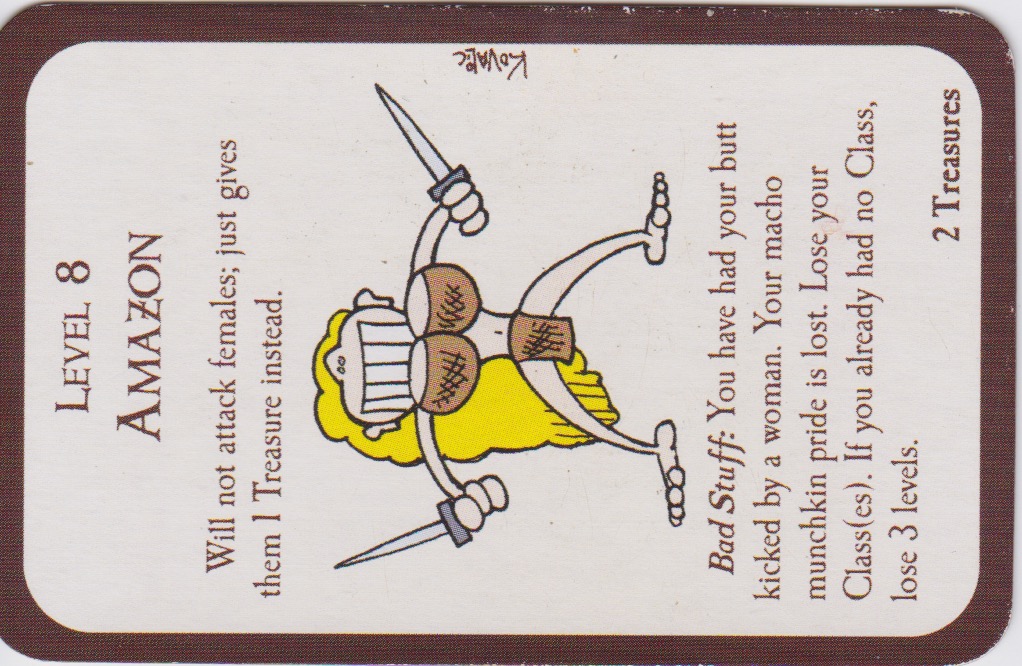 LEVEL 8
AMAZON
Will not attack females; just gives
them 1 Treasure instead.
KOVALIC
Bad Stuff: You have had your butt
kicked by a woman. Your macho
munchkin pride is lost. Lose your
Class(es). If you already had no Class,
lose 3 levels.
2 Treasures